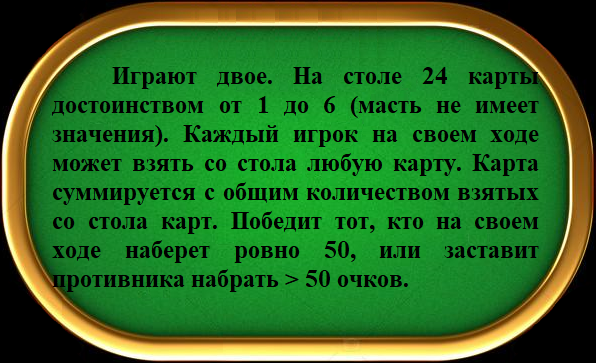 Играют двое. На столе 24 карты
достоинством от 1 до 6 (масть не имеет
значения). Каждый игрок на своем ходе
может взять со стола любую карту. Карта
суммируется с общим количеством взятых
со стола карт. Победит тот, кто на своем
ходе наберет ровно 50, или заставит
противника набрать > 50 очков.